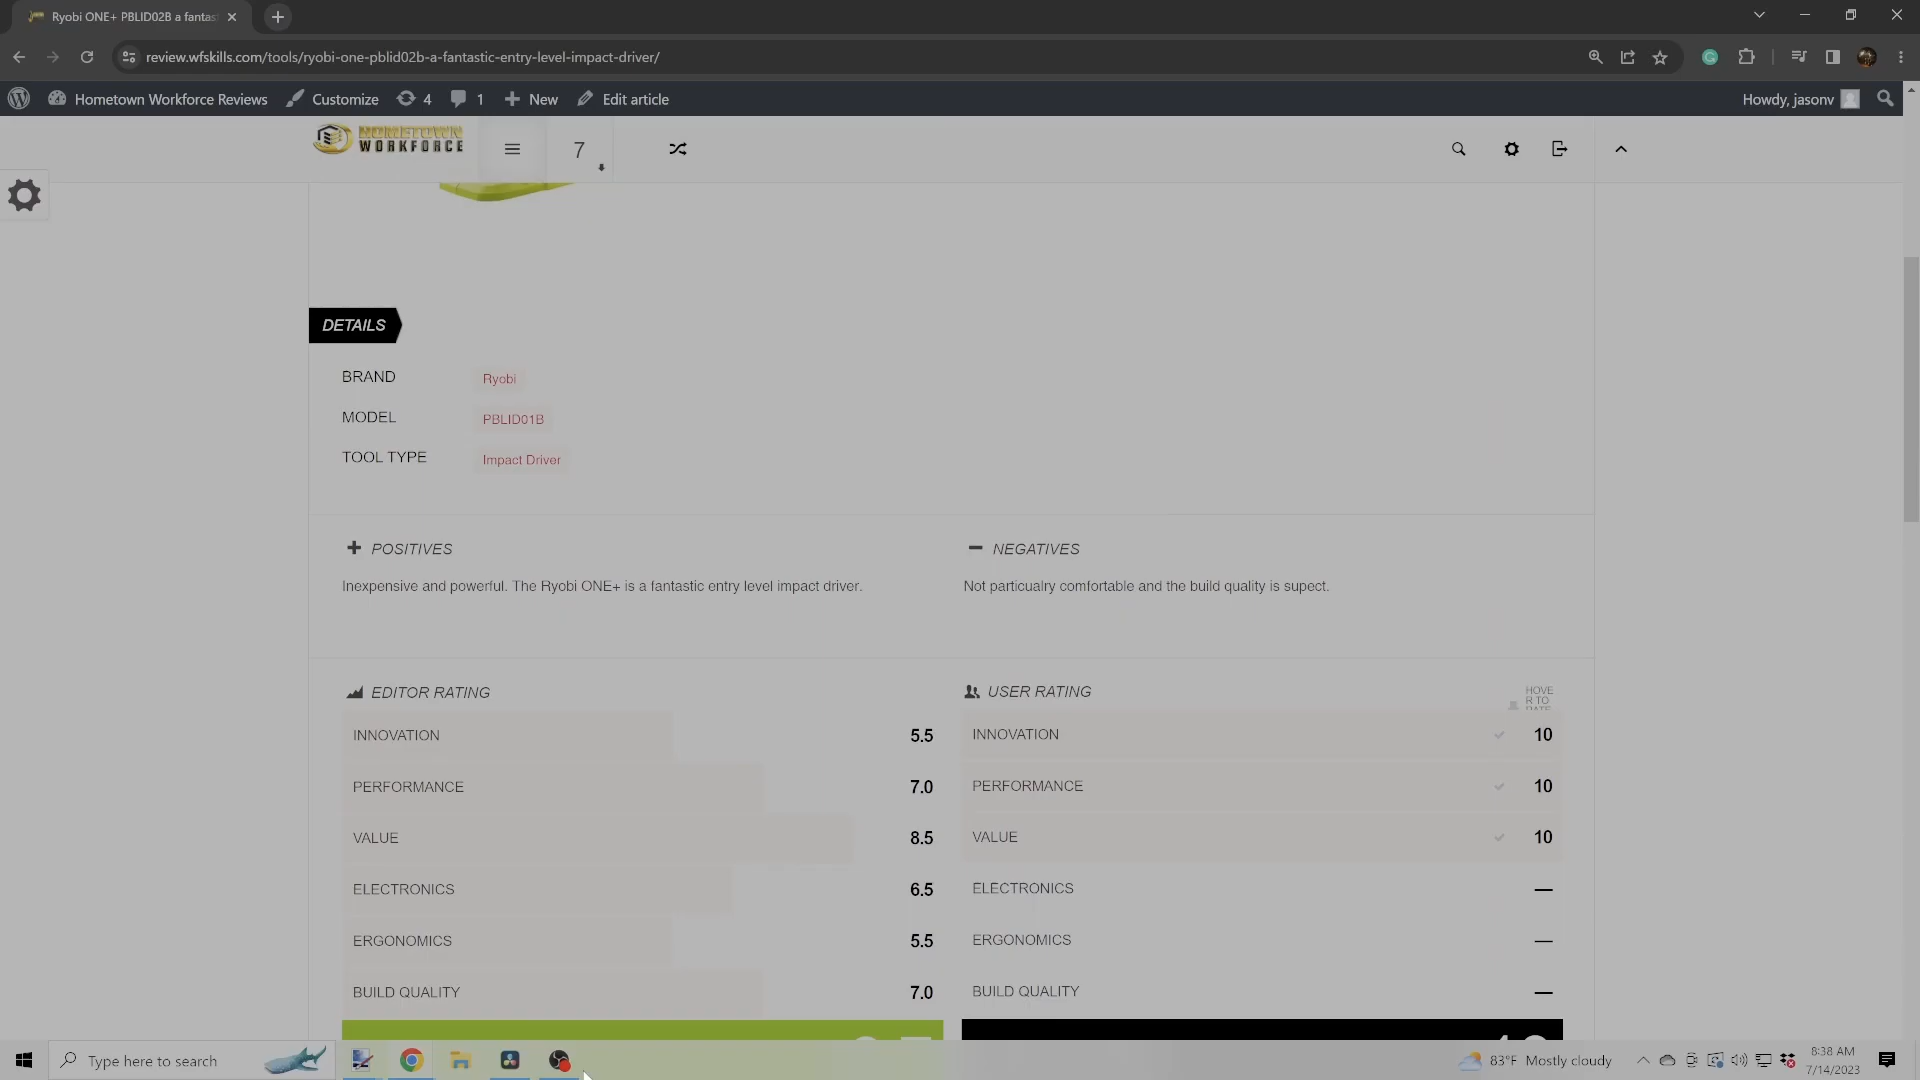 Ryobi ONE+ PBLID02B a fantas
review.wfskills.com/tools/ryobi-one-pblid02b-a-fantastic-entry-level-impact-driver/
Hometown Workforce Reviews Customize 4 1 New Edit article Howdy, jasonv
HOMETOWN
WORKFORCE
7
DETAILS
BRAND Ryobi
MODEL PBLID01B
TOOL TYPE Impact Driver
POSITIVES
Inexpensive and powerful. The Ryobi ONE+ is a fantastic entry level impact driver.
NEGATIVES
Not particualry comfortable and the build quality is supect.
EDITOR RATING
INNOVATION 5.5
PERFORMANCE 7.0
VALUE 8.5
ELECTRONICS 6.5
ERGONOMICS 5.5
BUILD QUALITY 7.0
USER RATING
HOVE
R TO
RATE
INNOVATION 10
PERFORMANCE 10
VALUE 10
ELECTRONICS —
ERGONOMICS —
BUILD QUALITY —
Type here to search
83°F Mostly cloudy
8:38 AM
7/14/2023